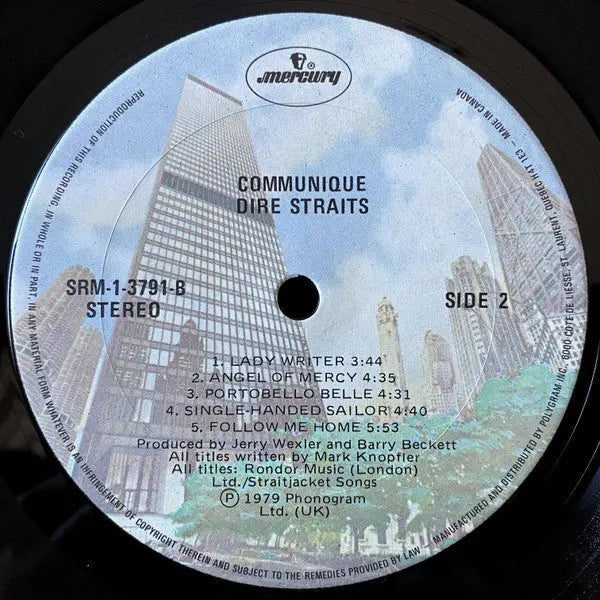 mercury
®
COMMUNIQUE
DIRE STRAITS
SRM-1-3791-B
STEREO
SIDE 2
1. LADY WRITER 3:44
2. ANGEL OF MERCY 4:35
3. PORTOBELLO BELLE 4:31
4. SINGLE-HANDED SAILOR 4:40
5. FOLLOW ME HOME 5:53
Produced by Jerry Wexler and Barry Beckett
All titles written by Mark Knopfler
All titles: Rondor Music (London)
Ltd./Straitjacket Songs
Ⓟ 1979 Phonogram
Ltd. (UK)
REPRODUCTION OF THIS RECORDING, IN WHOLE OR IN PART, IN ANY MATERIAL FORM WHATEVER IS AN INFRINGEMENT OF COPYRIGHT THEREIN AND SUBJECT TO THE REMEDIES PROVIDED BY LAW - MANUFACTURED AND DISTRIBUTED BY POLYGRAM INC. 8000 COTE DE LIESSE, ST. LAURENT QUEBEC H4T 1E3 - MADE IN CANADA